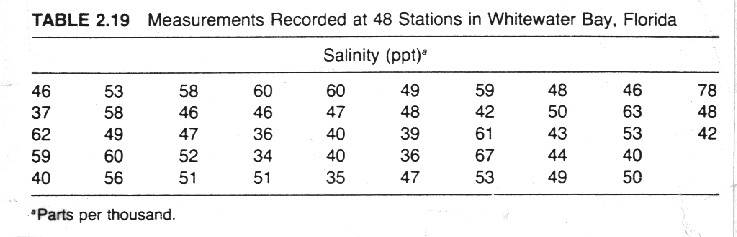 TABLE 2.19 Measurements Recorded at 48 Stations in Whitewater Bay, Florida
Salinity (ppt)ª
46 53 58 60 60 49 59 48 46 78
37 58 46 46 47 48 42 50 63 48
62 49 47 36 40 39 61 43 53 42
59 60 52 34 40 36 67 44 40
40 56 51 51 35 47 53 49 50
ªParts per thousand.